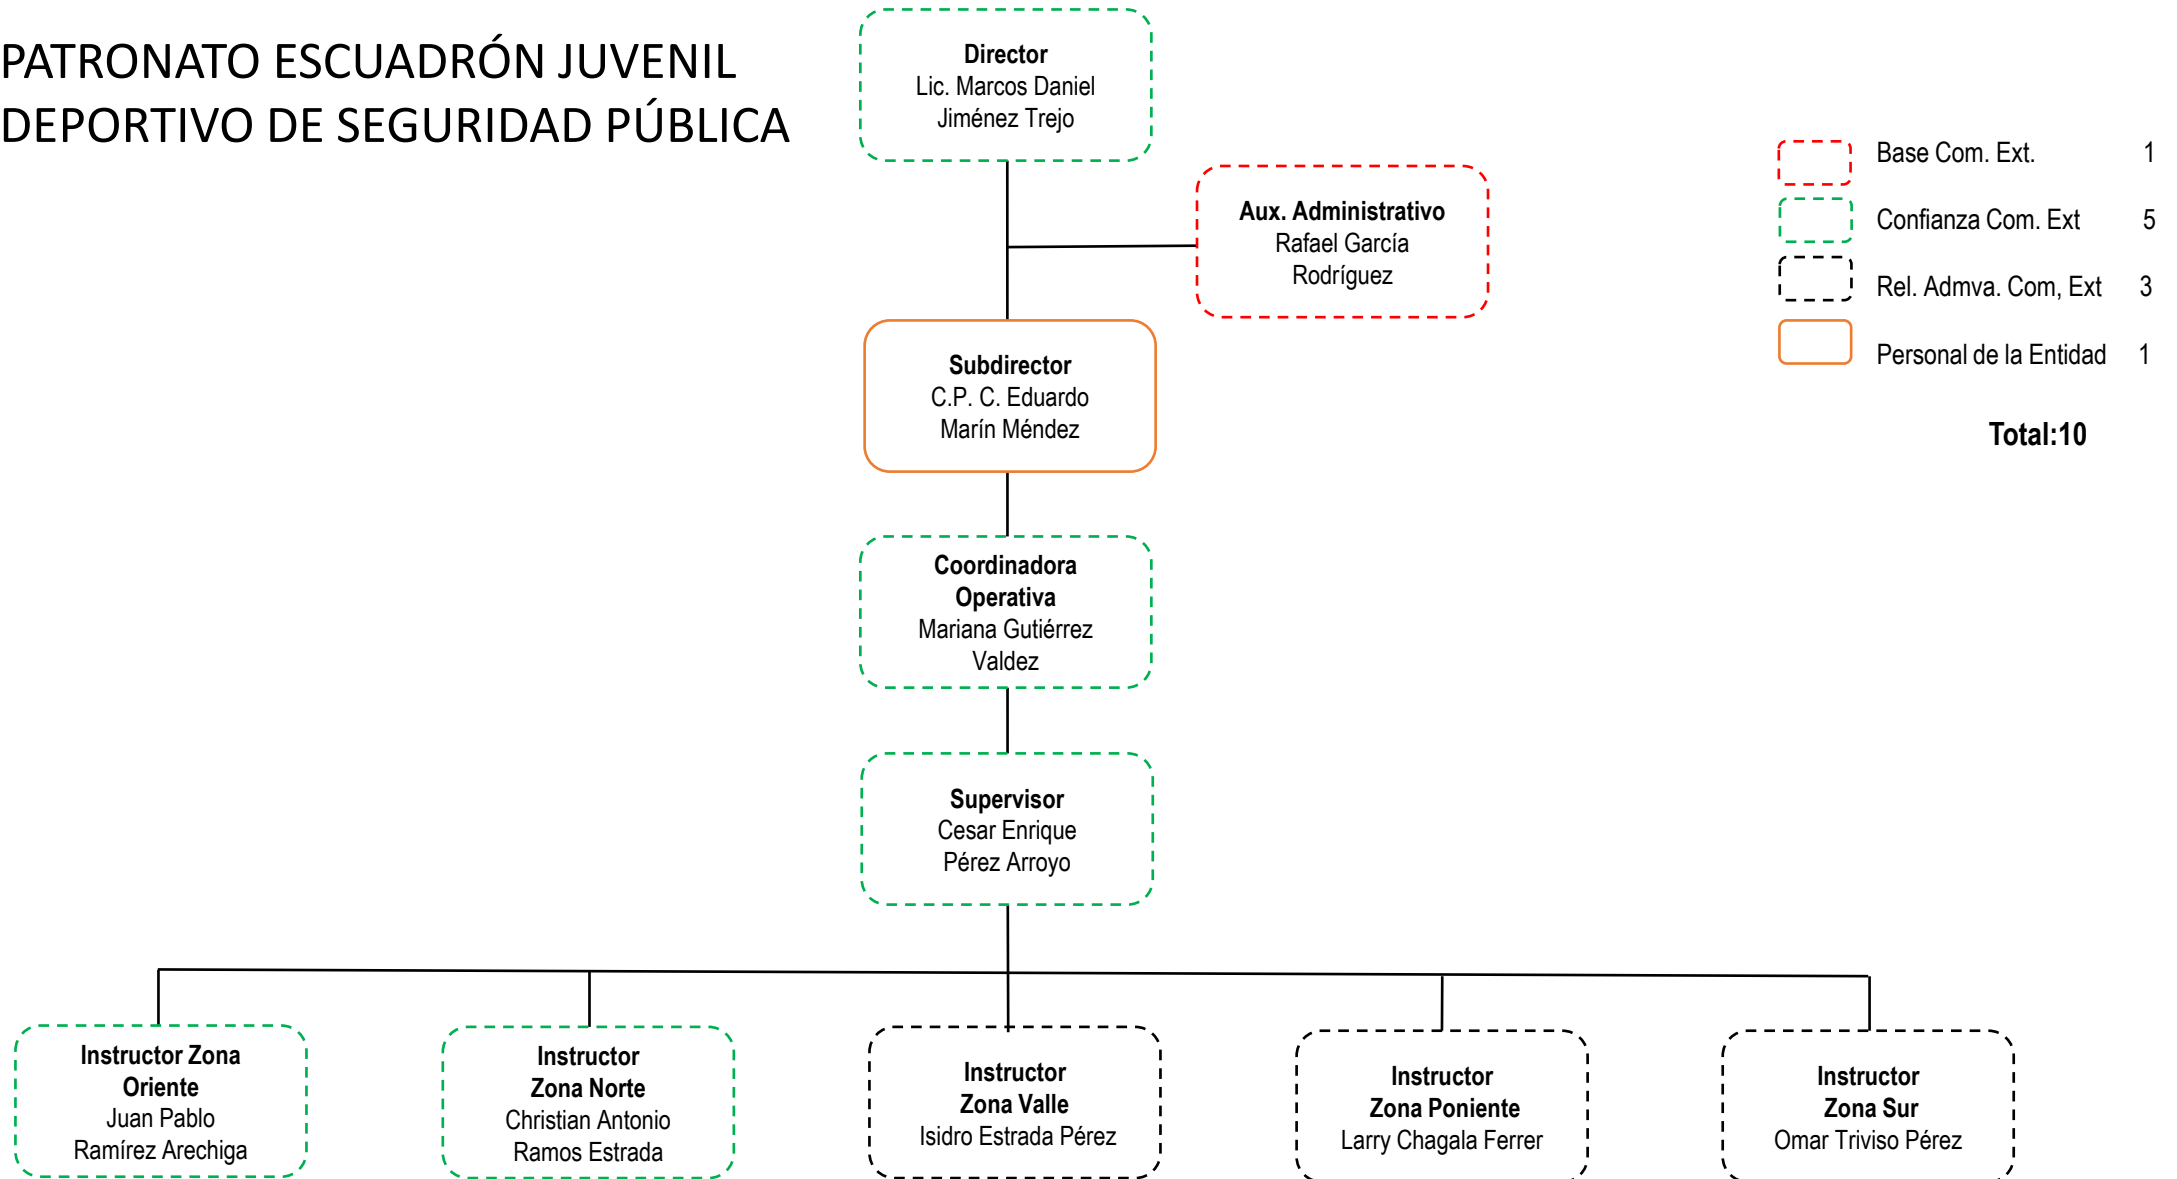 PATRONATO ESCUADRÓN JUVENIL
DEPORTIVO DE SEGURIDAD PÚBLICA
Director
Lic. Marcos Daniel
Jiménez Trejo
Aux. Administrativo
Rafael García
Rodríguez
Base Com. Ext. 1
Confianza Com. Ext 5
Rel. Admva. Com, Ext 3
Personal de la Entidad 1
Total:10
Subdirector
C.P. C. Eduardo
Marín Méndez
Coordinadora
Operativa
Mariana Gutiérrez
Valdez
Supervisor
Cesar Enrique
Pérez Arroyo
Instructor Zona
Oriente
Juan Pablo
Ramírez Arechiga
Instructor
Zona Norte
Christian Antonio
Ramos Estrada
Instructor
Zona Valle
Isidro Estrada Pérez
Instructor
Zona Poniente
Larry Chagala Ferrer
Instructor
Zona Sur
Omar Triviso Pérez